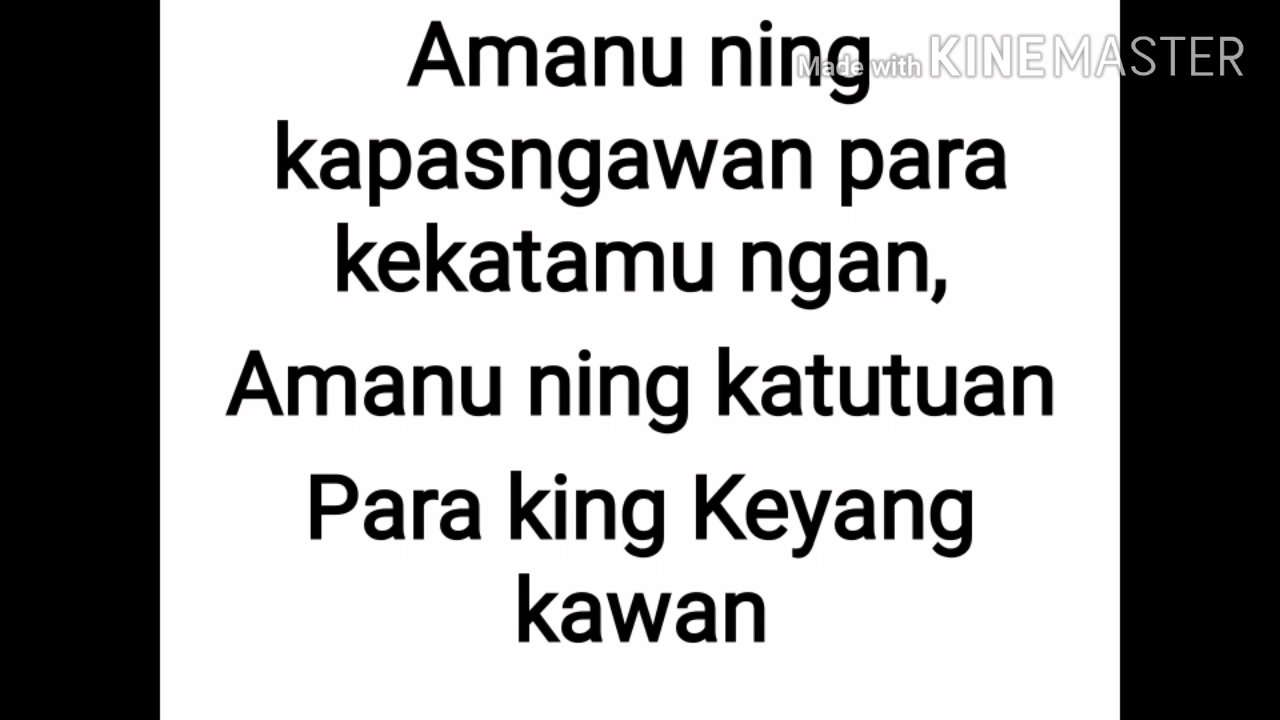 Amanu ning
Made with KINEMASTER
kapasngawan para
kekatamu ngan,
Amanu ning katutuan
Para king Keyang
kawan